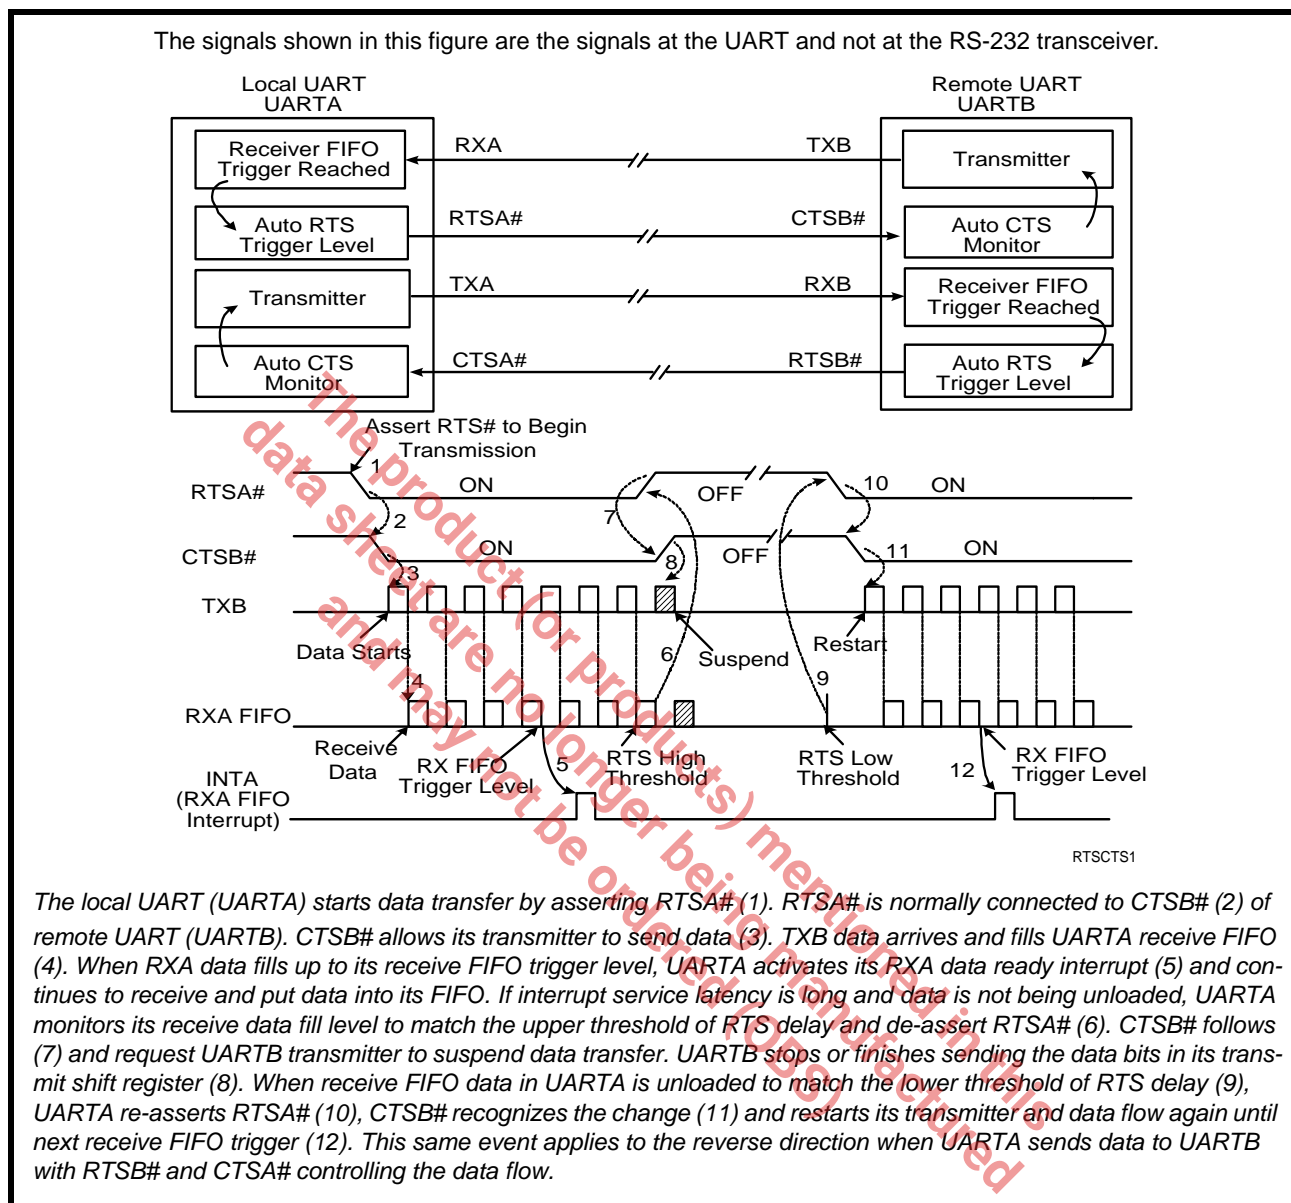 The signals shown in this figure are the signals at the UART and not at the RS-232 transceiver.
Local UART
UARTA
Remote UART
UARTB
Receiver FIFO
Trigger Reached
RXA
TXB
Transmitter
Auto RTS
Trigger Level
RTSA#
CTSB#
Auto CTS
Monitor
Transmitter
TXA
RXB
Receiver FIFO
Trigger Reached
Auto CTS
Monitor
CTSA#
RTSB#
Auto RTS
Trigger Level
Assert RTS# to Begin
Transmission
RTSA#
1
ON
7
OFF
10
ON
2
CTSB#
ON
8
OFF
11
ON
3
TXB
Data Starts
6
Suspend
Restart
4
9
RXA FIFO
Receive
Data
RX FIFO
Trigger Level
5
RTS High
Threshold
RTS Low
Threshold
12
RX FIFO
Trigger Level
INTA
(RXA FIFO
Interrupt)
RTSCTS1
The local UART (UARTA) starts data transfer by asserting RTSA# (1). RTSA# is normally connected to CTSB# (2) of
remote UART (UARTB). CTSB# allows its transmitter to send data (3). TXB data arrives and fills UARTA receive FIFO
(4). When RXA data fills up to its receive FIFO trigger level, UARTA activates its RXA data ready interrupt (5) and con-
tinues to receive and put data into its FIFO. If interrupt service latency is long and data is not being unloaded, UARTA
monitors its receive data fill level to match the upper threshold of RTS delay and de-assert RTSA# (6). CTSB# follows
(7) and request UARTB transmitter to suspend data transfer. UARTB stops or finishes sending the data bits in its trans-
mit shift register (8). When receive FIFO data in UARTA is unloaded to match the lower threshold of RTS delay (9),
UARTA re-asserts RTSA# (10), CTSB# recognizes the change (11) and restarts its transmitter and data flow again until
next receive FIFO trigger (12). This same event applies to the reverse direction when UARTA sends data to UARTB
with RTSB# and CTSA# controlling the data flow.
The product (or products) mentioned in this
data sheet are no longer being manufactured
and may not be ordered (OBS)